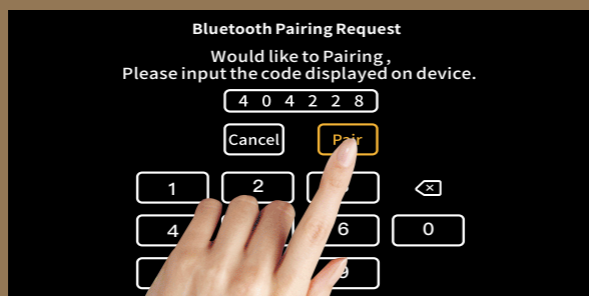 Bluetooth Pairing Request
Would like to Pairing ,
Please input the code displayed on device.
4 0 4 2 2 8
Cancel Pair
1 2
4 6 0
9